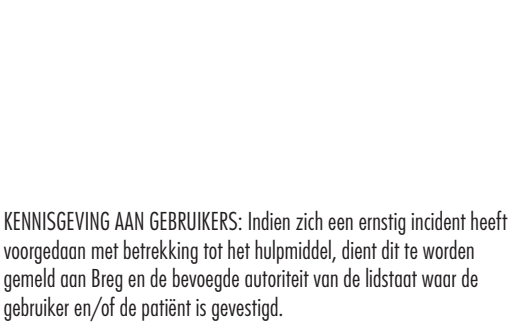 KENNISGEVING AAN GEBRUIKERS: Indien zich een ernstig incident heeft
voorgedaan met betrekking tot het hulpmiddel, dient dit te worden
gemeld aan Breg en de bevoegde autoriteit van de lidstaat waar de
gebruiker en/of de patiënt is gevestigd.